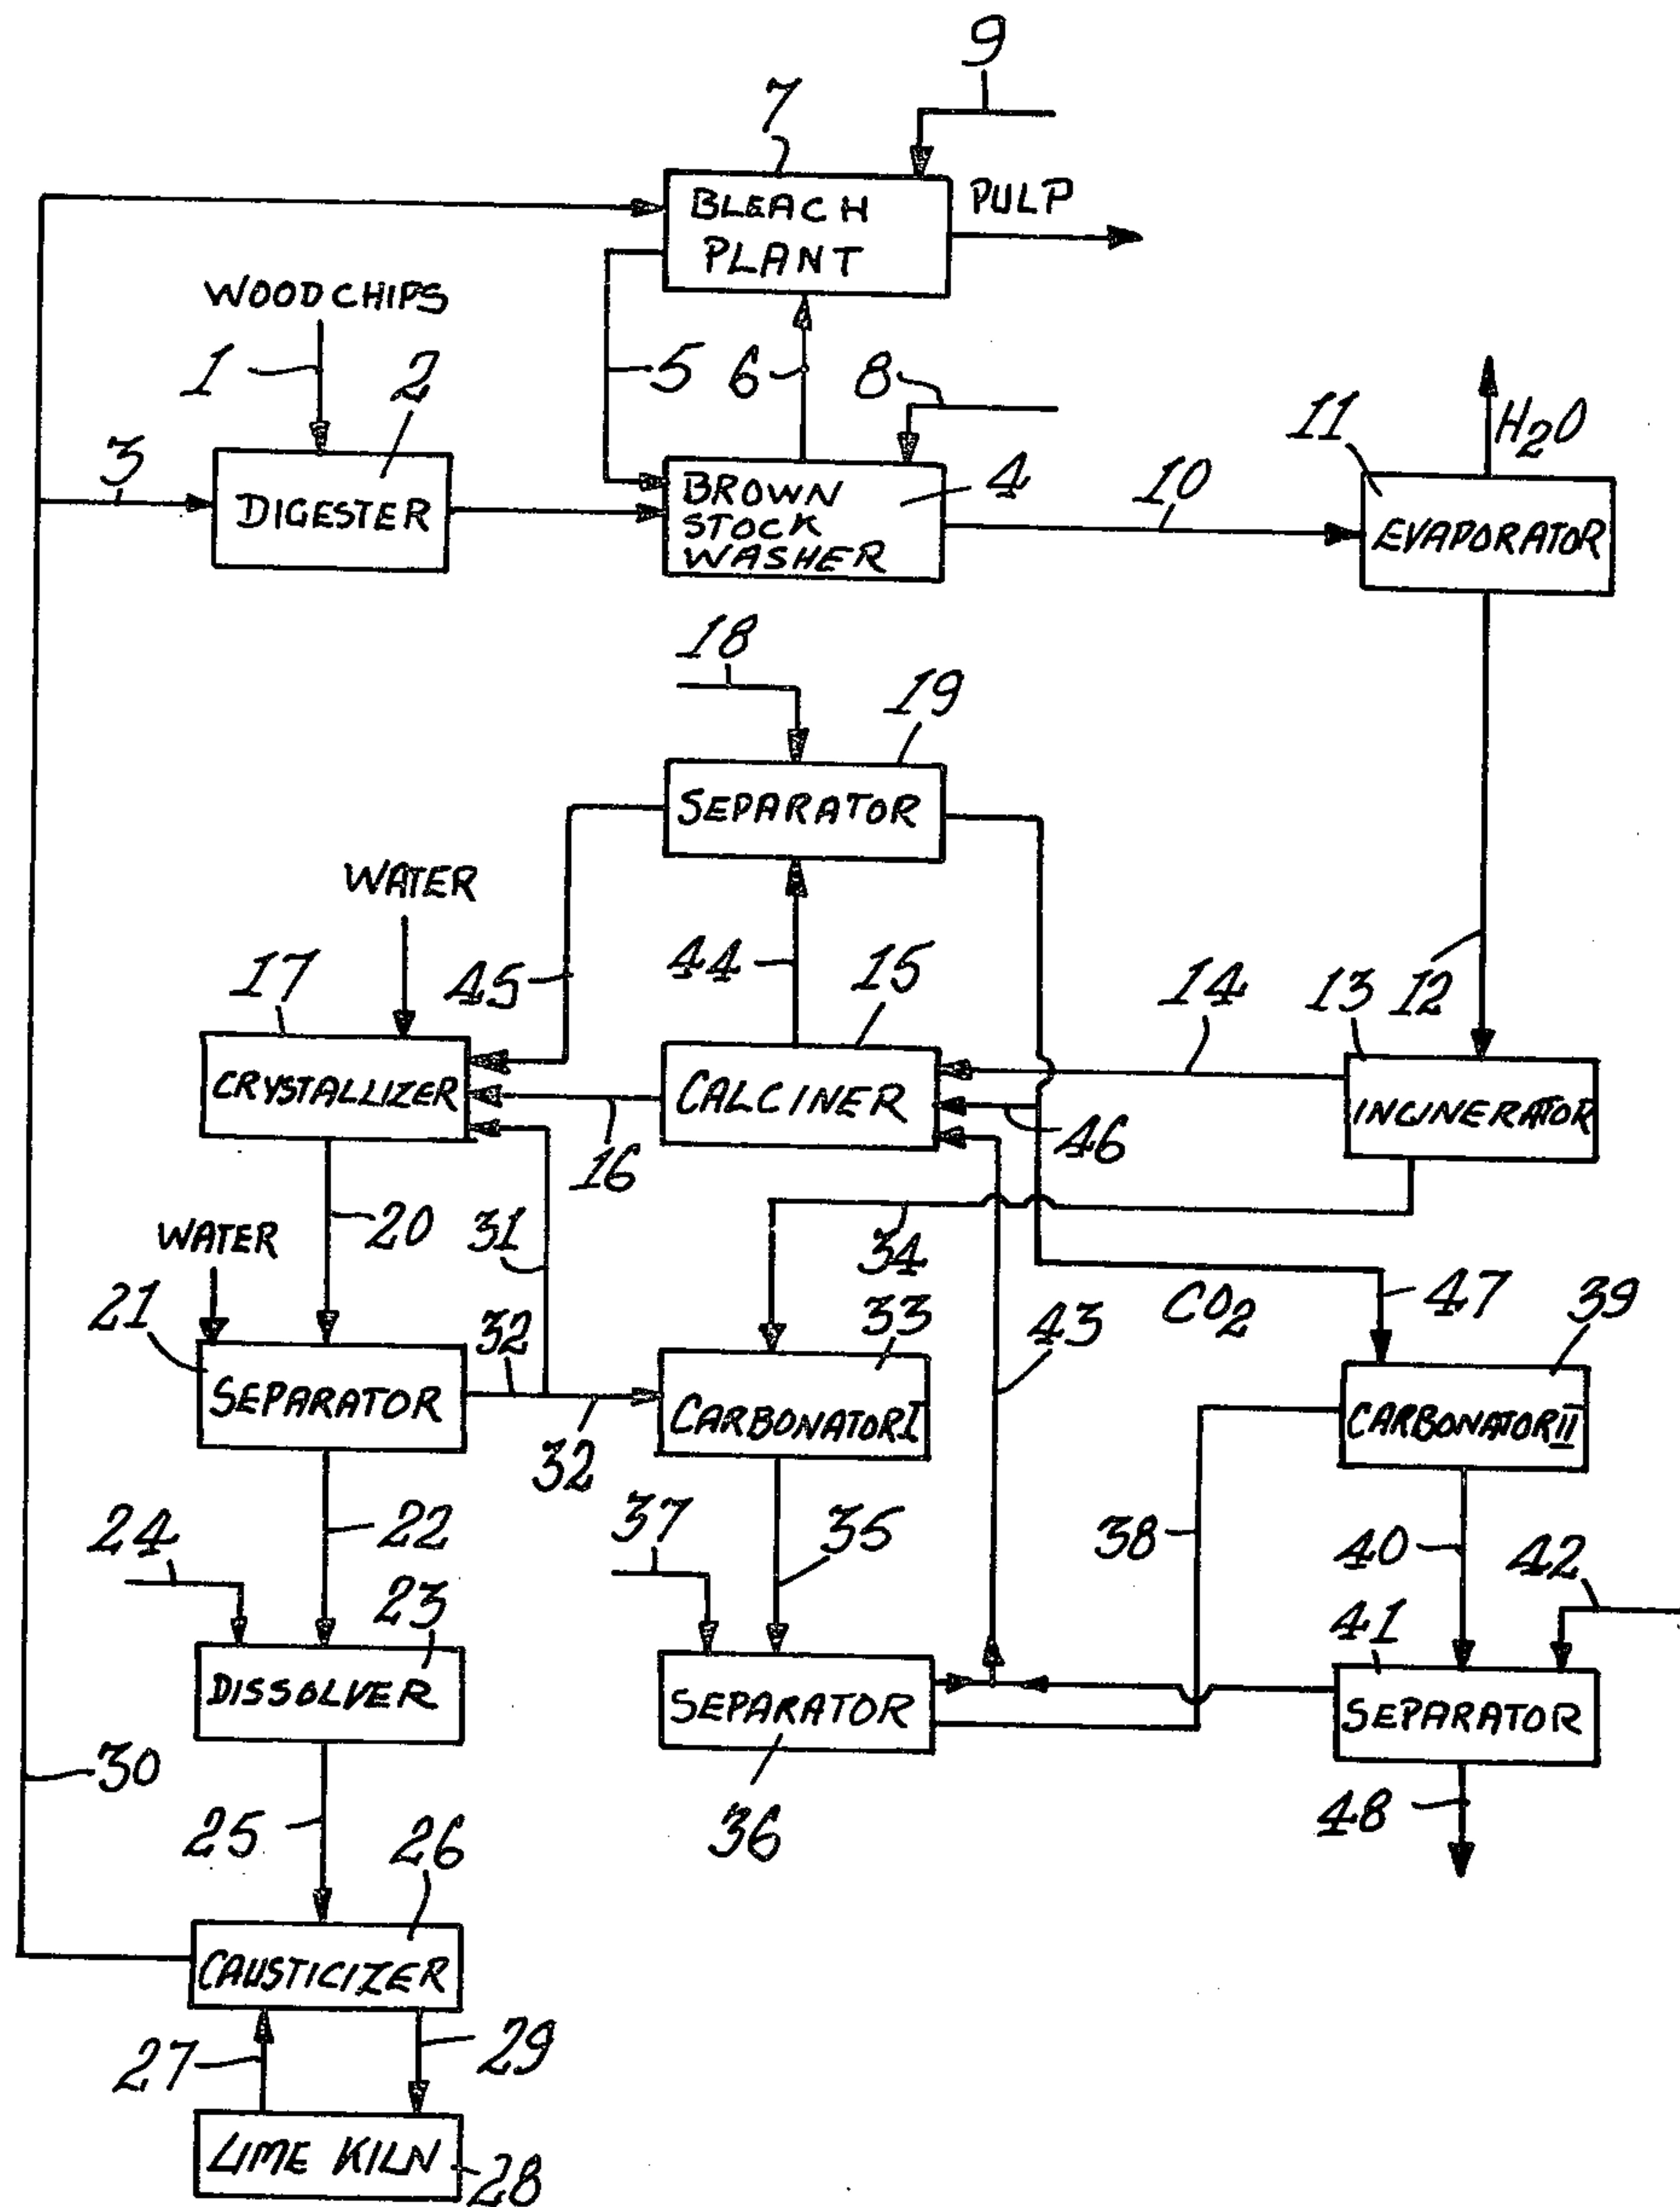 9
7
BLEACH
PLANT
PULP
WOODCHIPS
1
2
5
6
8
3
DIGESTER
BROWN
STOCK
WASHER
4
10
11
H2O
EVAPORATOR
18
19
SEPARATOR
WATER
17
45
44
15
14
13
12
CRYSTALLIZER
CALCINER
INCINERATOR
16
46
WATER
20
31
34
CO2
47
39
21
32
33
43
SEPARATOR
CARBONATOR I
CARBONATOR II
32
24
22
37
35
38
40
42
23
41
DISSOLVER
SEPARATOR
SEPARATOR
30
25
26
36
48
CAUSTICIZER
27
29
LIME KILN
28